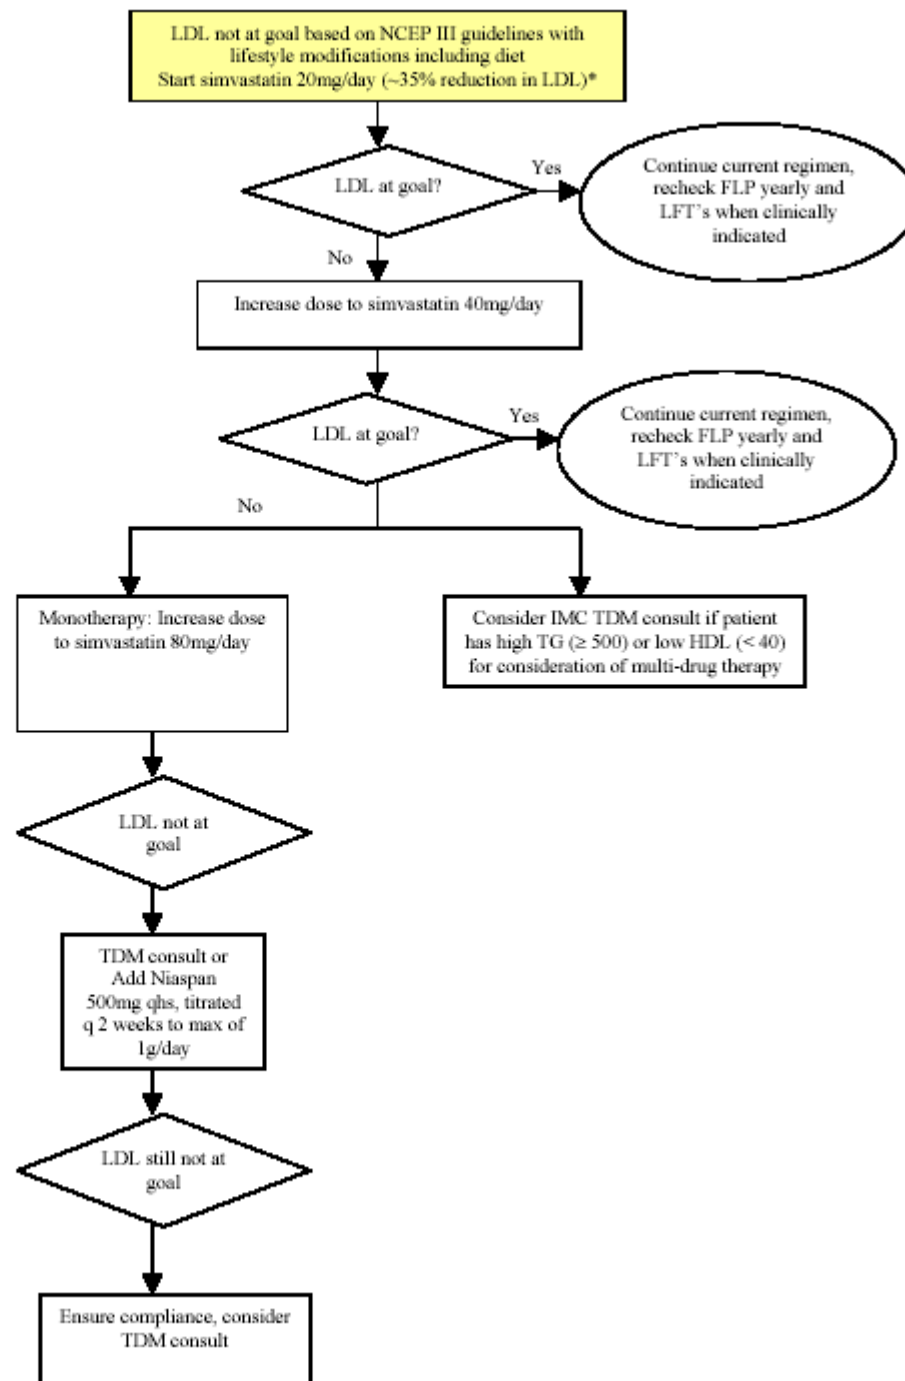 LDL not at goal based on NCEP III guidelines with
lifestyle modifications including diet
Start simvastatin 20mg/day (~35% reduction in LDL)*
LDL at goal?
Yes
Continue current regimen,
recheck FLP yearly and
LFT's when clinically
indicated
No
Increase dose to simvastatin 40mg/day
LDL at goal?
Yes
Continue current regimen,
recheck FLP yearly and
LFT's when clinically
indicated
No
Monotherapy: Increase dose
to simvastatin 80mg/day
Consider IMC TDM consult if patient
has high TG (≥ 500) or low HDL (< 40)
for consideration of multi-drug therapy
LDL not at
goal
TDM consult or
Add Niaspan
500mg qhs, titrated
q 2 weeks to max of
1g/day
LDL still not at
goal
Ensure compliance, consider
TDM consult